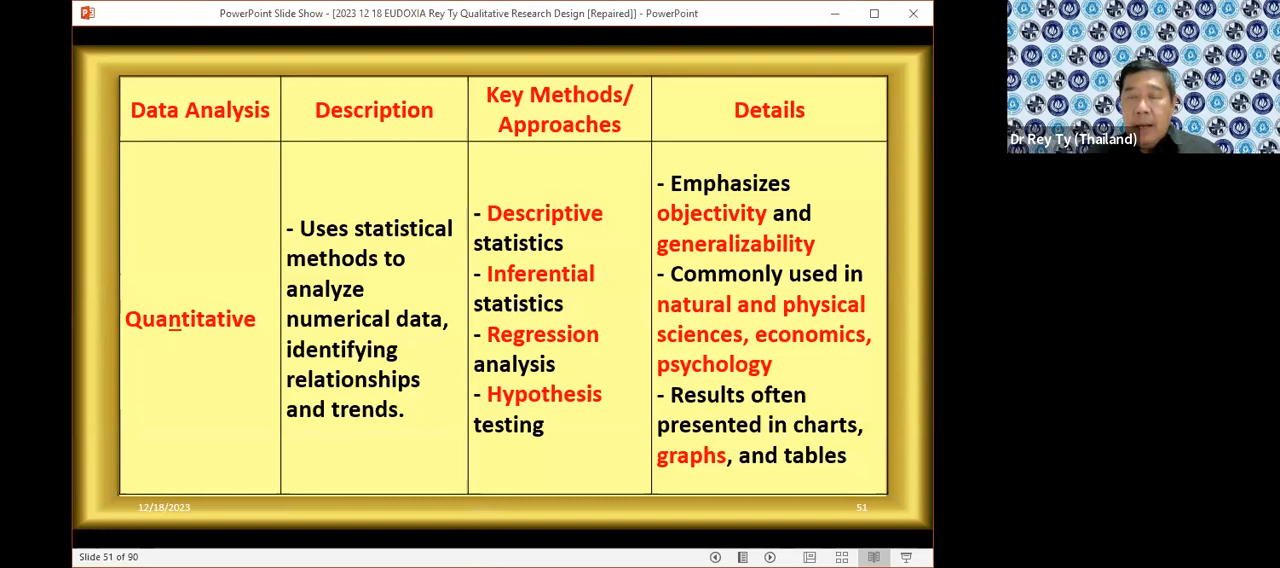 PowerPoint Slide Show - [2023 12 18 EUDOXIA Rey Ty Qualitative Research Design [Repaired]] - PowerPoint
Data Analysis
Description
Key Methods/
Approaches
Details
Quantitative
- Uses statistical
methods to
analyze
numerical data,
identifying
relationships
and trends.
- Descriptive
statistics
- Inferential
statistics
- Regression
analysis
- Hypothesis
testing
- Emphasizes
objectivity and
generalizability
- Commonly used in
natural and physical
sciences, economics,
psychology
- Results often
presented in charts,
graphs, and tables
12/18/2023
51
Slide 51 of 90
Dr Rey Ty (Thailand)